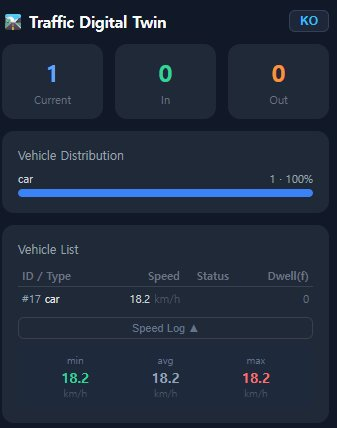 Traffic Digital Twin
KO
1
Current
0
In
0
Out
Vehicle Distribution
car 1 · 100%
Vehicle List
ID / Type Speed Status Dwell(f)
#17 car 18.2 km/h 0
Speed Log ▲
min avg max
18.2 18.2 18.2
km/h km/h km/h